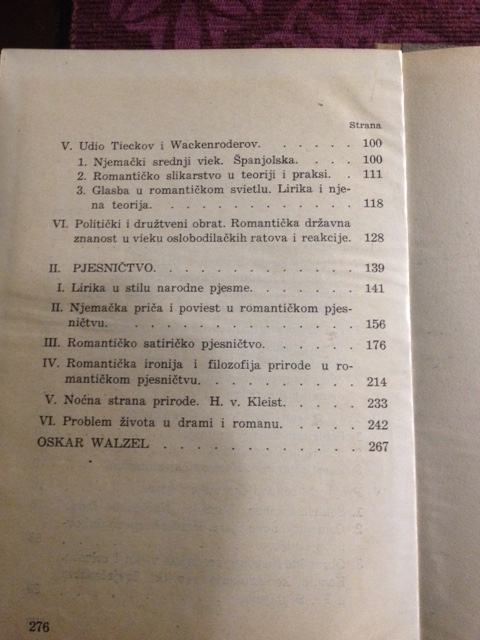 Strana
V. Udio Tieckov i Wackenroderov. . . . . . 100
1. Njemački srednji viek. Španjolska. . . . 100
2. Romantičko slikarstvo u teoriji i praksi. . 111
3. Glasba u romantičkom svietlu. Lirika i nje-
na teorija. . . . . . . . . . . . 118
VI. Politički i družtveni obrat. Romantička državna
znanost u vieku oslobodilačkih ratova i reakcije. 128
II. PJESNIČTVO. . . . . . . . . . . . 139
I. Lirika u stilu narodne pjesme. . . . . . 141
II. Njemačka priča i poviest u romantičkom pjes-
ničtvu. . . . . . . . . . . . . 156
III. Romantičko satiričko pjesničtvo. . . . . . 176
IV. Romantička ironija i filozofija prirode u ro-
mantičkom pjesničtvu. . . . . . . . . 214
V. Noćna strana prirode. H. v. Kleist. . . . . 233
VI. Problem života u drami i romanu. . . . . 242
OSKAR WALZEL . . . . . . . . . . . 267
276